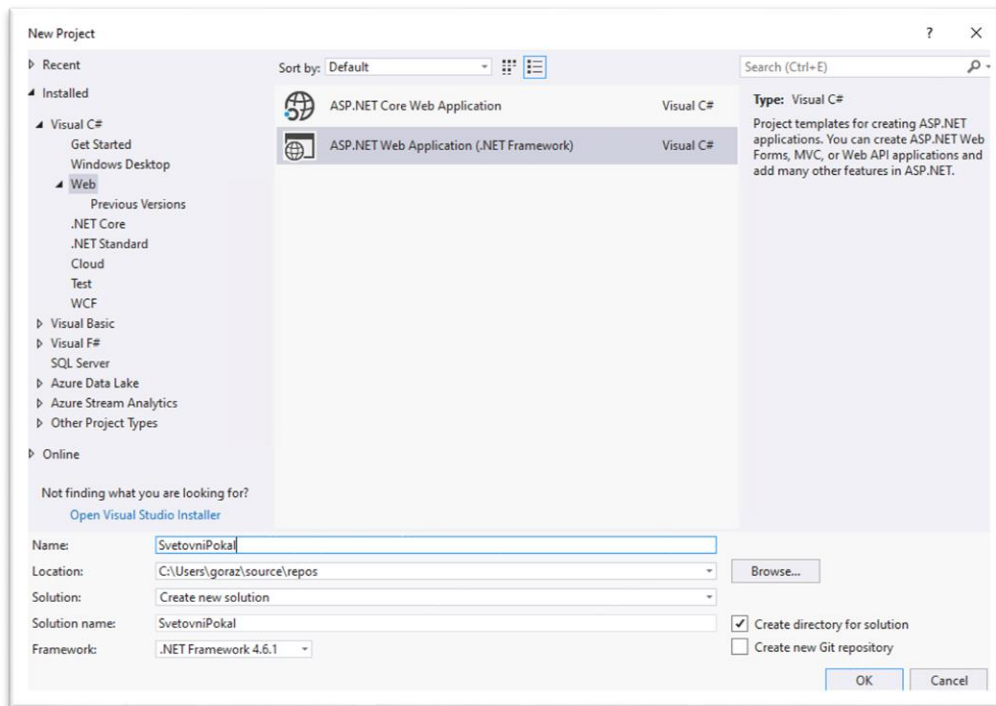 New Project
?
Recent
Installed
Visual C#
Get Started
Windows Desktop
Web
Previous Versions
.NET Core
.NET Standard
Cloud
Test
WCF
Visual Basic
Visual F#
SQL Server
Azure Data Lake
Azure Stream Analytics
Other Project Types
Online
Not finding what you are looking for?
Open Visual Studio Installer
Sort by: Default
ASP.NET Core Web Application Visual C#
ASP.NET Web Application (.NET Framework) Visual C#
Search (Ctrl+E)
Type: Visual C#
Project templates for creating ASP.NET
applications. You can create ASP.NET Web
Forms, MVC, or Web API applications and
add many other features in ASP.NET.
Name: SvetovniPokal
Location: C:\Users\goraz\source\repos
Browse...
Solution: Create new solution
Solution name: SvetovniPokal
Create directory for solution
Framework: .NET Framework 4.6.1
Create new Git repository
OK Cancel